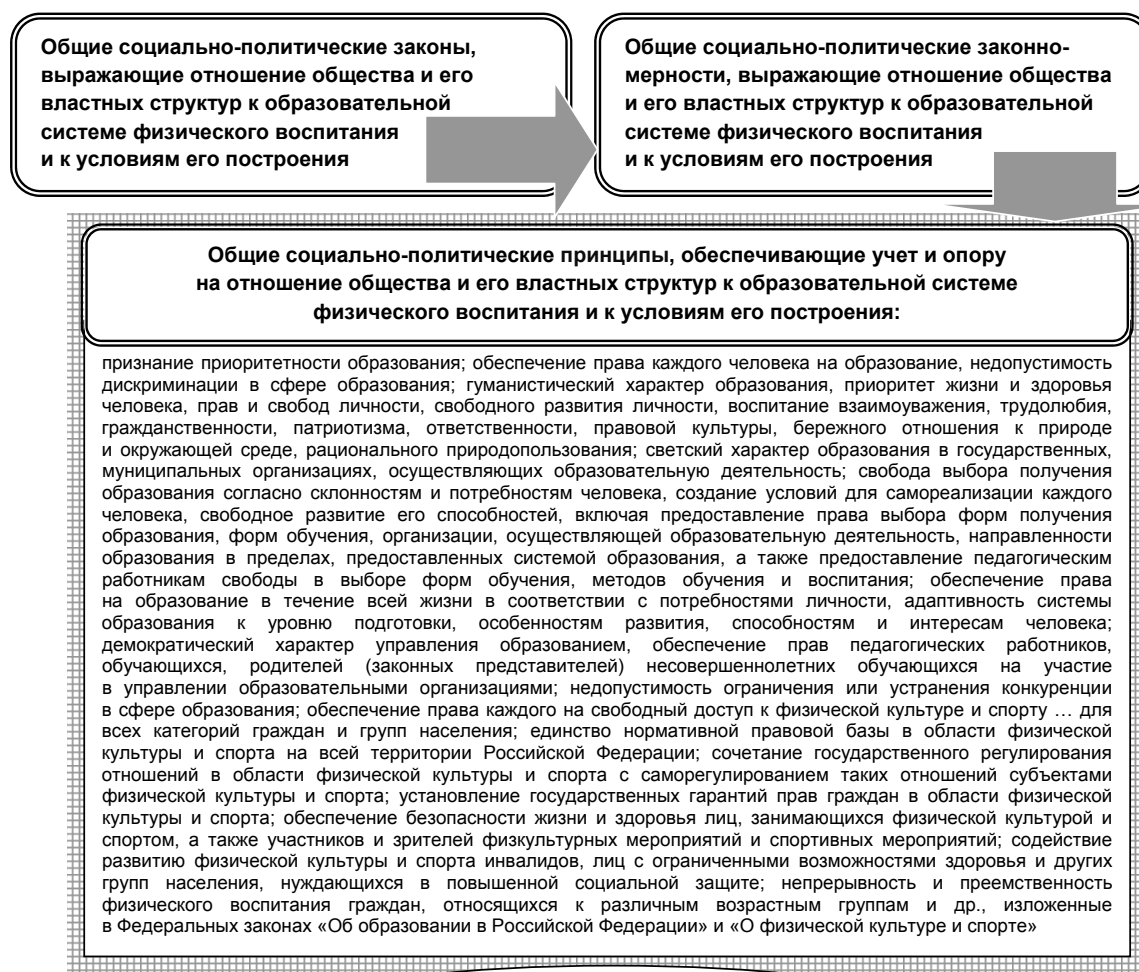 Общие социально-политические законы,
выражающие отношение общества и его
властных структур к образовательной
системе физического воспитания
и к условиям его построения
Общие социально-политические законно-
мерности, выражающие отношение общества
и его властных структур к образовательной
системе физического воспитания
и к условиям его построения
Общие социально-политические принципы, обеспечивающие учет и опору
на отношение общества и его властных структур к образовательной системе
физического воспитания и к условиям его построения:
признание приоритетности образования; обеспечение права каждого человека на образование, недопустимость
дискриминации в сфере образования; гуманистический характер образования, приоритет жизни и здоровья
человека, прав и свобод личности, свободного развития личности, воспитание взаимоуважения, трудолюбия,
гражданственности, патриотизма, ответственности, правовой культуры, бережного отношения к природе
и окружающей среде, рационального природопользования; светский характер образования в государственных,
муниципальных организациях, осуществляющих образовательную деятельность; свобода выбора получения
образования согласно склонностям и потребностям человека, создание условий для самореализации каждого
человека, свободное развитие его способностей, включая предоставление права выбора форм получения
образования, форм обучения, организации, осуществляющей образовательную деятельность, направленности
образования в пределах, предоставленных системой образования, а также предоставление педагогическим
работникам свободы в выборе форм обучения, методов обучения и воспитания; обеспечение права
на образование в течение всей жизни в соответствии с потребностями личности, адаптивность системы
образования к уровню подготовки, особенностям развития, способностям и интересам человека;
демократический характер управления образованием, обеспечение прав педагогических работников,
обучающихся, родителей (законных представителей) несовершеннолетних обучающихся на участие
в управлении образовательными организациями; недопустимость ограничения или устранения конкуренции
в сфере образования; обеспечение права каждого на свободный доступ к физической культуре и спорту … для
всех категорий граждан и групп населения; единство нормативной правовой базы в области физической
культуры и спорта на всей территории Российской Федерации; сочетание государственного регулирования
отношений в области физической культуры и спорта с саморегулированием таких отношений субъектами
физической культуры и спорта; установление государственных гарантий прав граждан в области физической
культуры и спорта; обеспечение безопасности жизни и здоровья лиц, занимающихся физической культурой и
спортом, а также участников и зрителей физкультурных мероприятий и спортивных мероприятий; содействие
развитию физической культуры и спорта инвалидов, лиц с ограниченными возможностями здоровья и других
групп населения, нуждающихся в повышенной социальной защите; непрерывность и преемственность
физического воспитания граждан, относящихся к различным возрастным группам и др., изложенные
в Федеральных законах «Об образовании в Российской Федерации» и «О физической культуре и спорте»